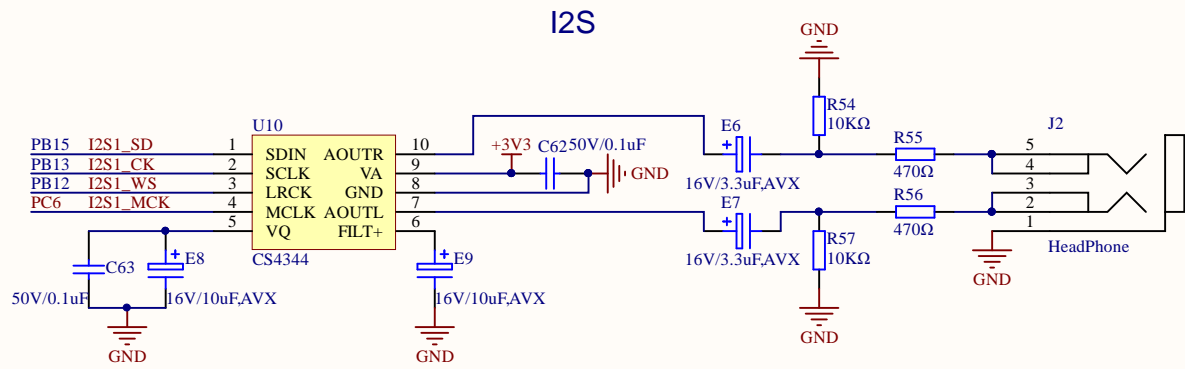 I2S
GND
R54
10KΩ
U10
E6
R55
J2
PB15 I2S1_SD 1 SDIN AOUTR 10
+3V3 C62 50V/0.1uF
470Ω
5
PB13 I2S1_CK 2 SCLK VA 9
4
PB12 I2S1_WS 3 LRCK GND 8
GND
16V/3.3uF,AVX
R56
3
PC6 I2S1_MCK 4 MCLK AOUTL 7
E7
2
5 VQ FILT+ 6
R57
470Ω
1
CS4344
10KΩ
HeadPhone
16V/3.3uF,AVX
C63 E8 E9
50V/0.1uF 16V/10uF,AVX 16V/10uF,AVX
GND
GND
GND
GND